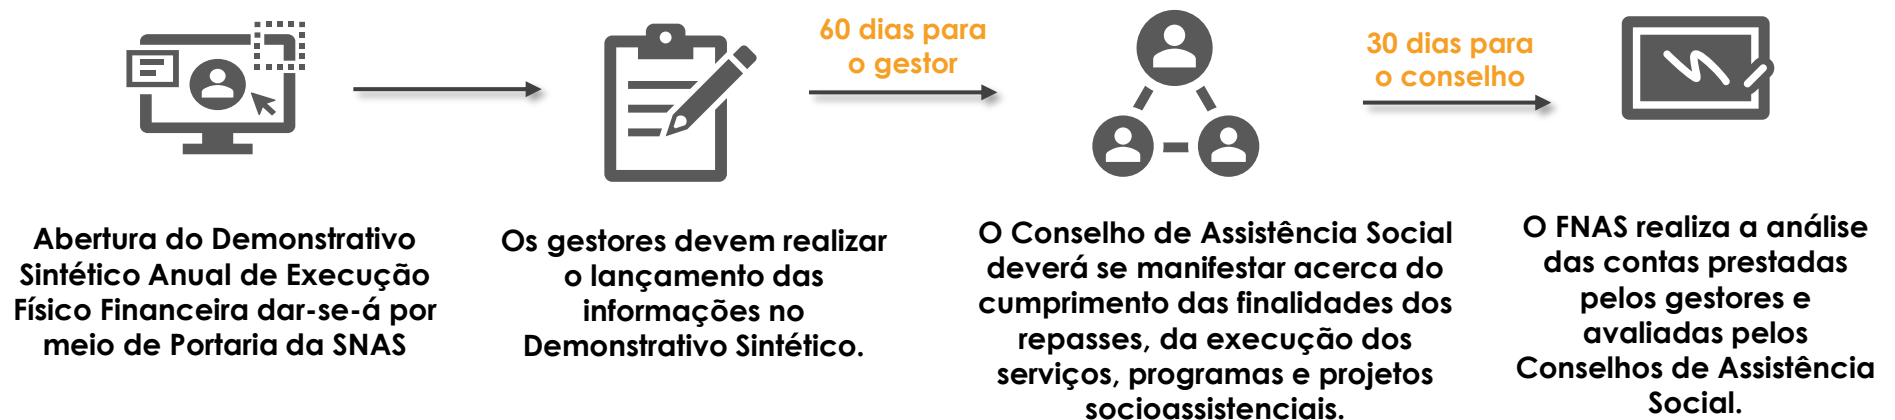 60 dias para
o gestor
30 dias para
o conselho
Abertura do Demonstrativo
Sintético Anual de Execução
Físico Financeira dar-se-á por
meio de Portaria da SNAS
Os gestores devem realizar
o lançamento das
informações no
Demonstrativo Sintético.
O Conselho de Assistência Social
deverá se manifestar acerca do
cumprimento das finalidades dos
repasses, da execução dos
serviços, programas e projetos
socioassistenciais.
O FNAS realiza a análise
das contas prestadas
pelos gestores e
avaliadas pelos
Conselhos de Assistência
Social.